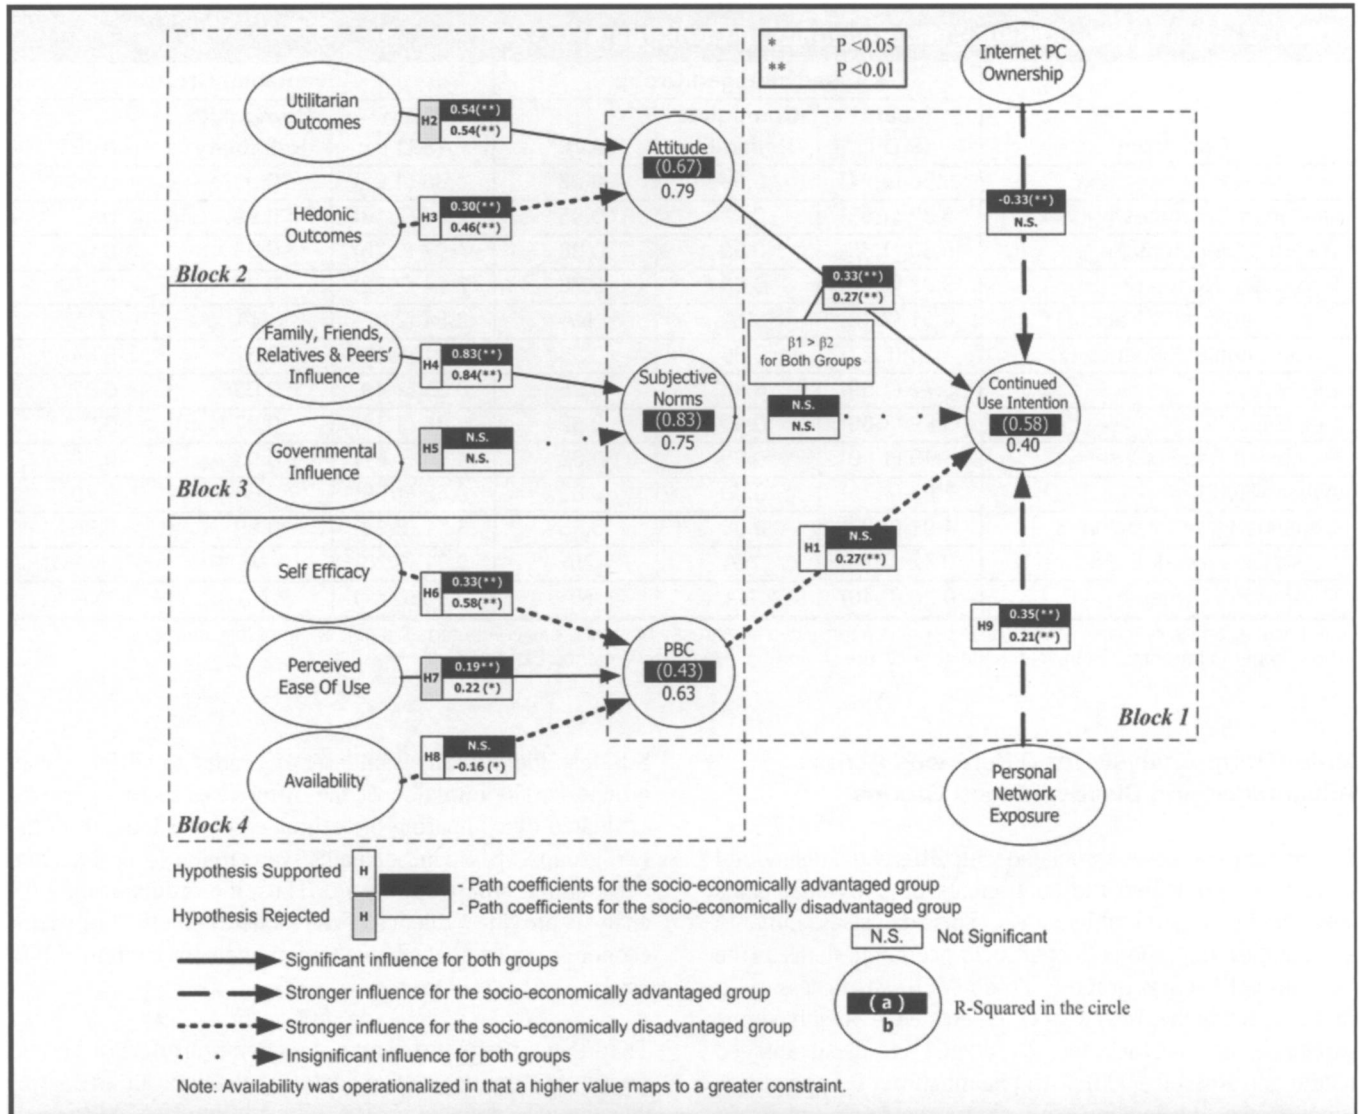 * P <0.05
** P <0.01
Internet PC
Ownership
Utilitarian
Outcomes
H2
0.54(**)
0.54(**)
Attitude
(0.67)
0.79
Hedonic
Outcomes
H3
0.30(**)
0.46(**)
-0.33(**)
N.S.
Block 2
0.33(**)
0.27(**)
Family, Friends,
Relatives & Peers'
Influence
H4
0.83(**)
0.84(**)
β1 > β2
for Both Groups
Subjective
Norms
(0.83)
0.75
N.S.
N.S.
Continued
Use Intention
(0.58)
0.40
Governmental
Influence
H5
N.S.
N.S.
Block 3
Self Efficacy
H6
0.33(**)
0.58(**)
H1
N.S.
0.27(**)
H9
0.35(**)
0.21(**)
Perceived
Ease Of Use
H7
0.19**)
0.22 (*)
PBC
(0.43)
0.63
Block 1
Availability
H8
N.S.
-0.16 (*)
Personal
Network
Exposure
Block 4
Hypothesis Supported H
- Path coefficients for the socio-economically advantaged group
Hypothesis Rejected H
- Path coefficients for the socio-economically disadvantaged group
N.S. Not Significant
Significant influence for both groups
Stronger influence for the socio-economically advantaged group
(a)
b
R-Squared in the circle
Stronger influence for the socio-economically disadvantaged group
Insignificant influence for both groups
Note: Availability was operationalized in that a higher value maps to a greater constraint.